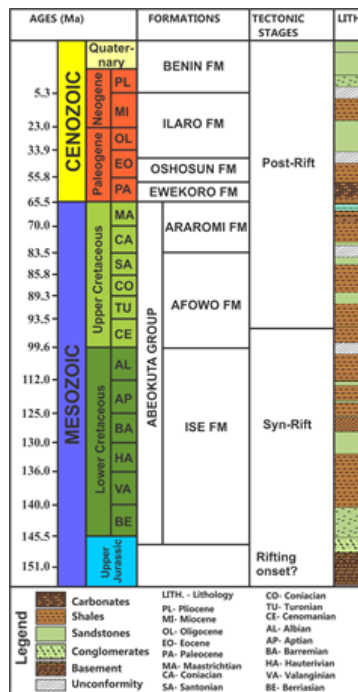 AGES (Ma)
FORMATIONS
TECTONIC
STAGES
LITH
CENOZOIC
MESOZOIC
Quater-
nary
Neogene
Paleogene
Upper Cretaceous
Lower Cretaceous
Upper
Jurassic
5.3
23.0
33.9
55.8
65.5
70.0
83.5
85.8
89.3
93.5
99.6
112.0
125.0
130.0
136.0
140.0
145.5
151.0
PL
MI
OL
EO
PA
MA
CA
SA
CO
TU
CE
AL
AP
BA
HA
VA
BE
BENIN FM
ILARO FM
OSHOSUN FM
EWEKORO FM
ABEOKUTA GROUP
ARAROMI FM
AFOWO FM
ISE FM
Post-Rift
Syn-Rift
Rifting
onset?
Legend
Carbonates
Shales
Sandstones
Conglomerates
Basement
Unconformity
LITH. - Lithology
PL- Pliocene
MI- Miocene
OL- Oligocene
EO- Eocene
PA- Paleocene
MA- Maastrichtian
CA- Coniacian
SA- Santonian
CO- Coniacian
TU- Turonian
CE- Cenomanian
AL- Albian
AP- Aptian
BA- Barremian
HA- Hauterivian
VA- Valanginian
BE- Berriasian